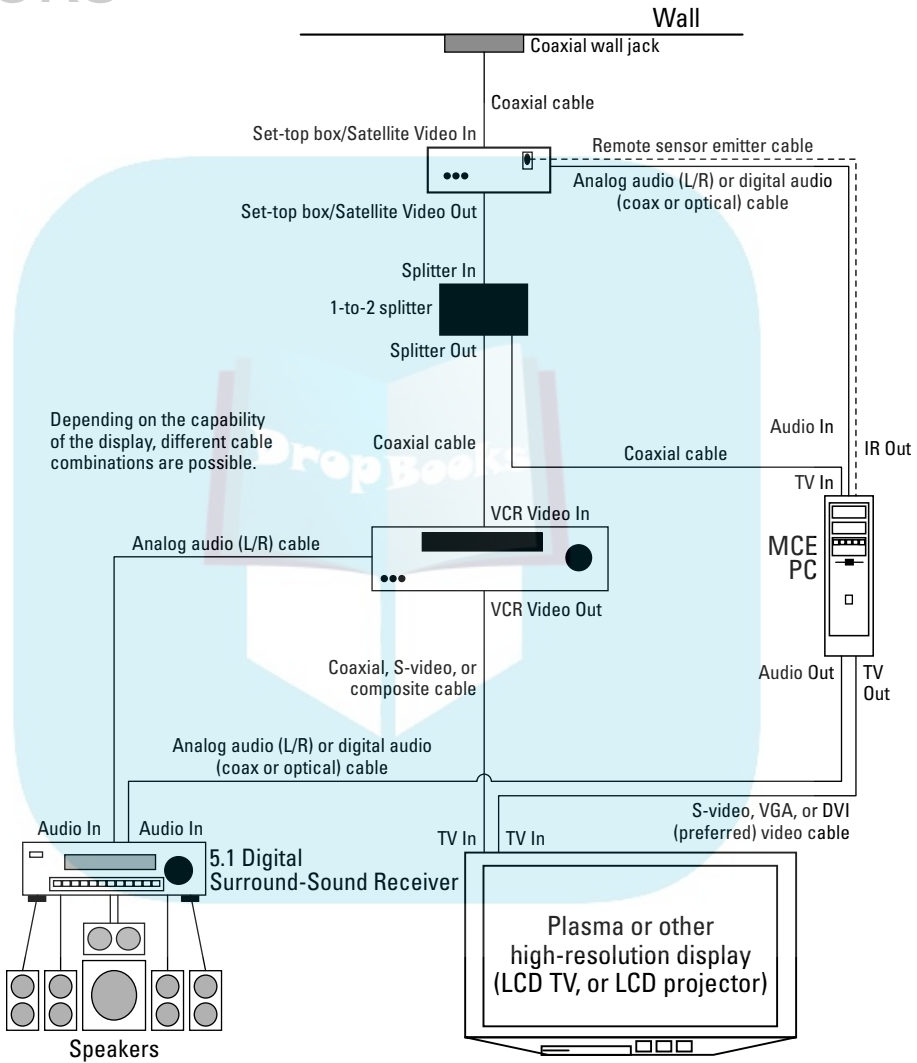 Wall
Coaxial wall jack
Coaxial cable
Set-top box/Satellite Video In
Remote sensor emitter cable
Analog audio (L/R) or digital audio
(coax or optical) cable
Set-top box/Satellite Video Out
Splitter In
1-to-2 splitter
Splitter Out
Depending on the capability
of the display, different cable
combinations are possible.
Drop Books
Coaxial cable
Audio In
IR Out
Coaxial cable
TV In
VCR Video In
Analog audio (L/R) cable
MCE
PC
VCR Video Out
Coaxial, S-video, or
composite cable
Audio Out
TV
Out
Analog audio (L/R) or digital audio
(coax or optical) cable
S-video, VGA, or DVI
(preferred) video cable
Audio In
Audio In
TV In
TV In
5.1 Digital
Surround-Sound Receiver
Plasma or other
high-resolution display
(LCD TV, or LCD projector)
Speakers